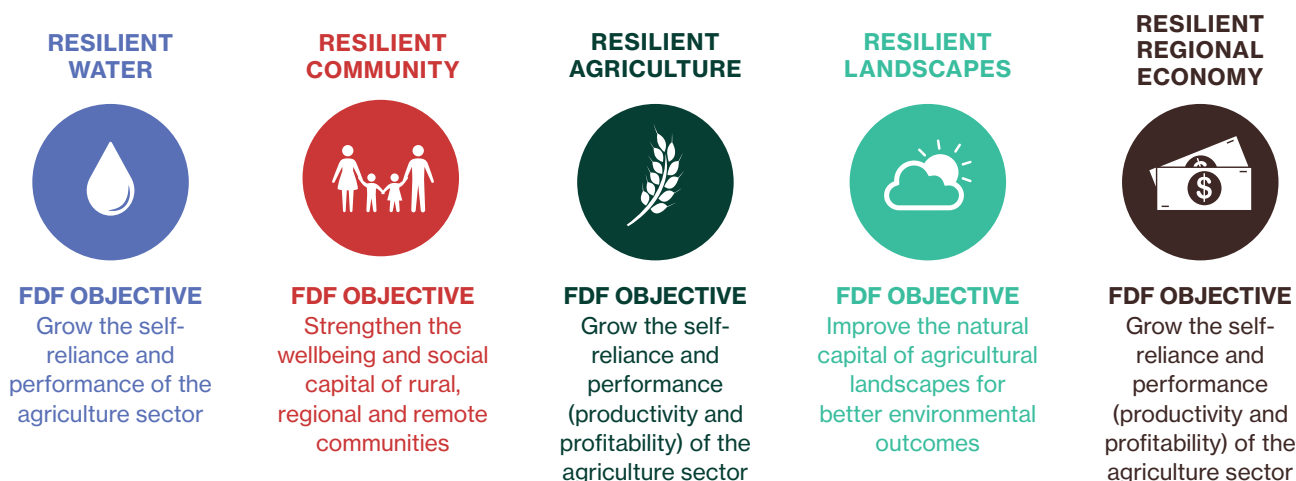 RESILIENT
WATER
FDF OBJECTIVE
Grow the self-
reliance and
performance of the
agriculture sector
RESILIENT
COMMUNITY
FDF OBJECTIVE
Strengthen the
wellbeing and social
capital of rural,
regional and remote
communities
RESILIENT
AGRICULTURE
FDF OBJECTIVE
Grow the self-
reliance and
performance
(productivity and
profitability) of the
agriculture sector
RESILIENT
LANDSCAPES
FDF OBJECTIVE
Improve the natural
capital of agricultural
landscapes for
better environmental
outcomes
RESILIENT
REGIONAL
ECONOMY
$
$
FDF OBJECTIVE
Grow the self-
reliance and
performance
(productivity and
profitability) of the
agriculture sector